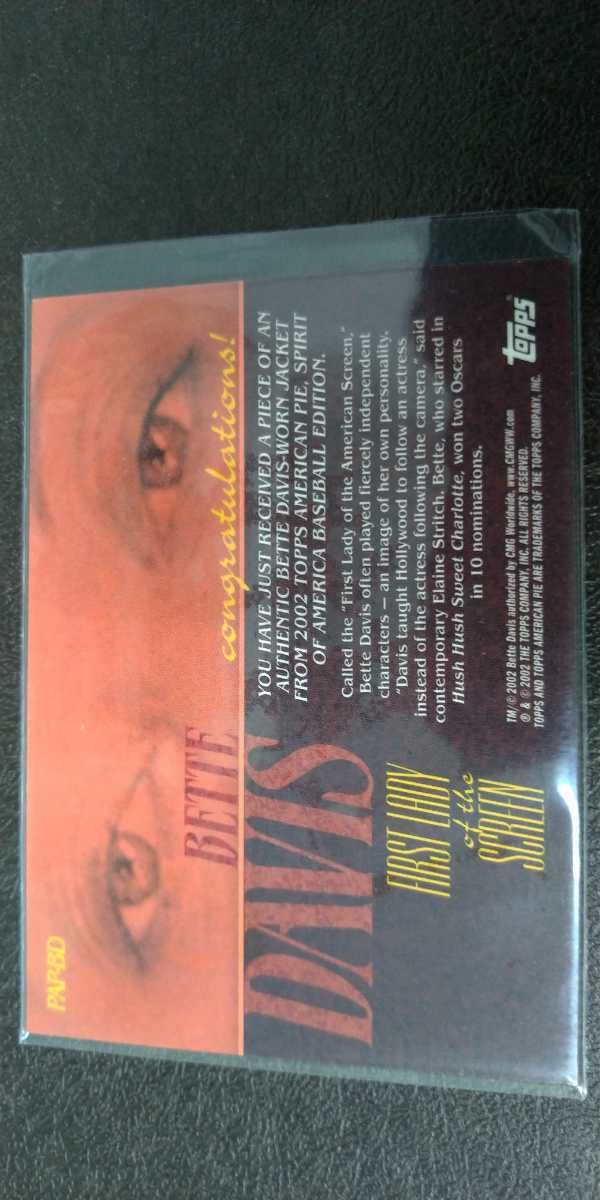 PAP-BD
congratulations!
BETTE
DAVIS
FIRST LADY
of the
SCREEN
YOU HAVE JUST RECEIVED A PIECE OF AN
AUTHENTIC BETTE DAVIS-WORN JACKET
FROM 2002 TOPPS AMERICAN PIE, SPIRIT
OF AMERICA BASEBALL EDITION.
Called the "First Lady of the American Screen,"
Bette Davis often played fiercely independent
characters – an image of her own personality.
"Davis taught Hollywood to follow an actress
instead of the actress following the camera," said
contemporary Elaine Stritch. Bette, who starred in
Hush Hush Sweet Charlotte, won two Oscars
in 10 nominations.
TM/© 2002 Bette Davis authorized by CMG Worldwide, www.CMGWW.com
® & © 2002 THE TOPPS COMPANY, INC. ALL RIGHTS RESERVED.
TOPPS AND TOPPS AMERICAN PIE ARE TRADEMARKS OF THE TOPPS COMPANY, INC.
TOPPS